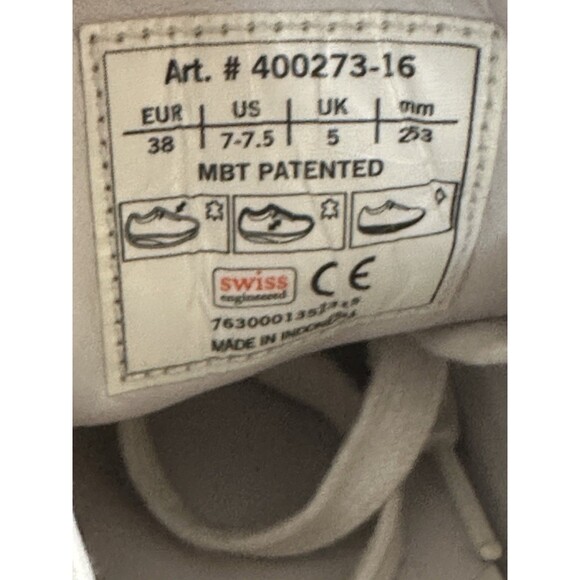 Art. # 400273-16
EUR | US | UK | mm
38 | 7-7.5 | 5 | 253
MBT PATENTED
swiss
engineered
CE
MADE IN INDONESIA